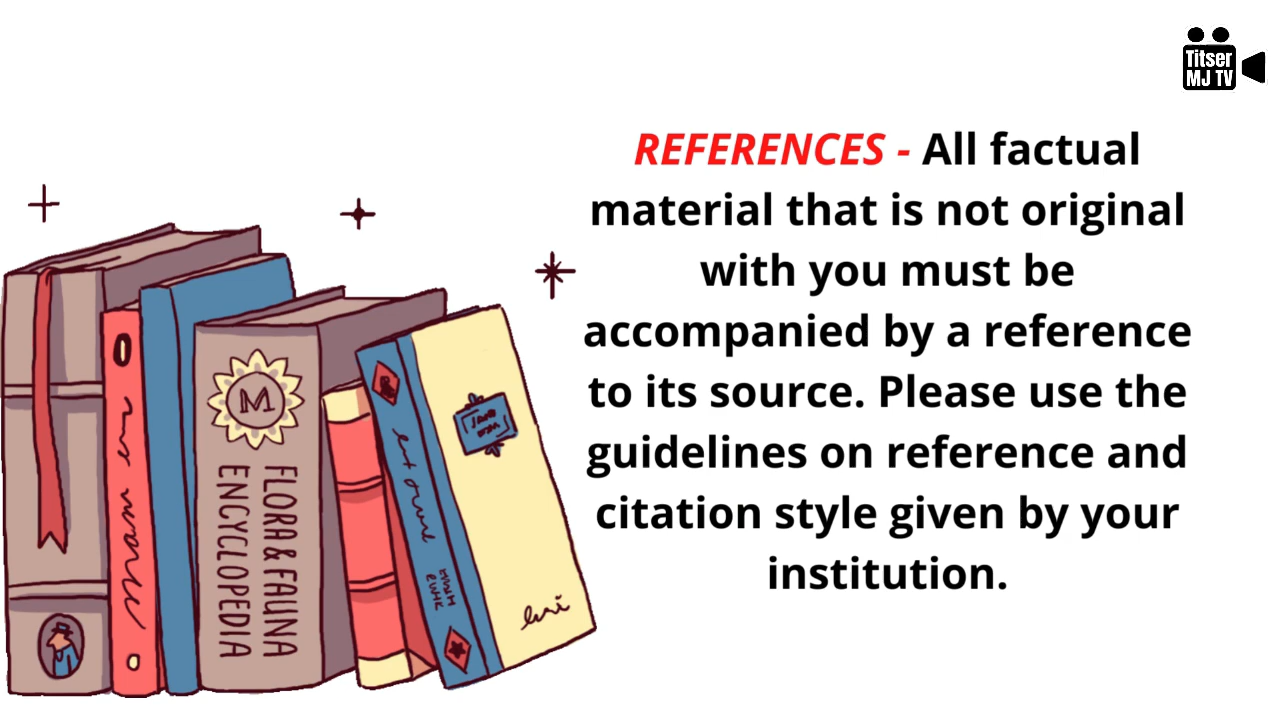 Titser
MJ TV
REFERENCES - All factual
material that is not original
with you must be
accompanied by a reference
to its source. Please use the
guidelines on reference and
citation style given by your
institution.
M
FLORA & FAUNA
ENCYCLOPEDIA